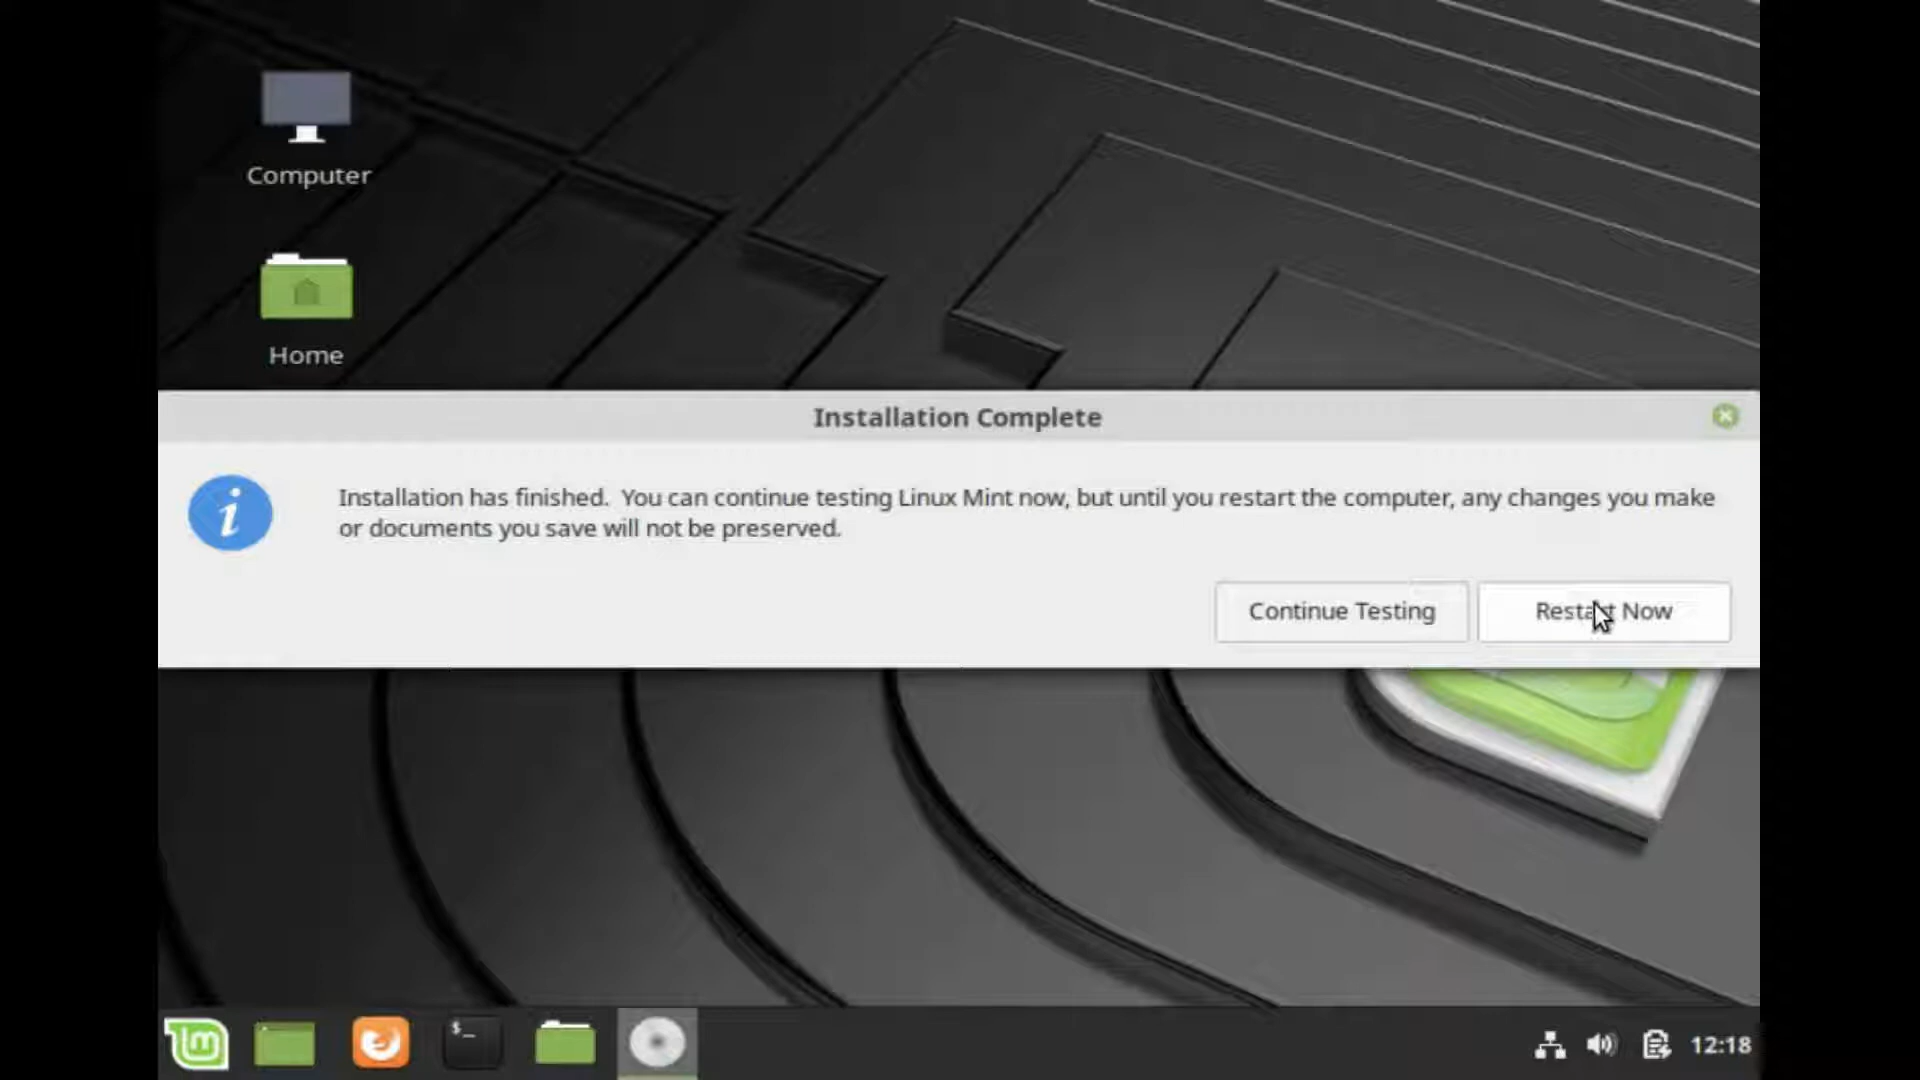 Computer
Home
Installation Complete
Installation has finished. You can continue testing Linux Mint now, but until you restart the computer, any changes you make
or documents you save will not be preserved.
Continue Testing
Restart Now
$_
12:18